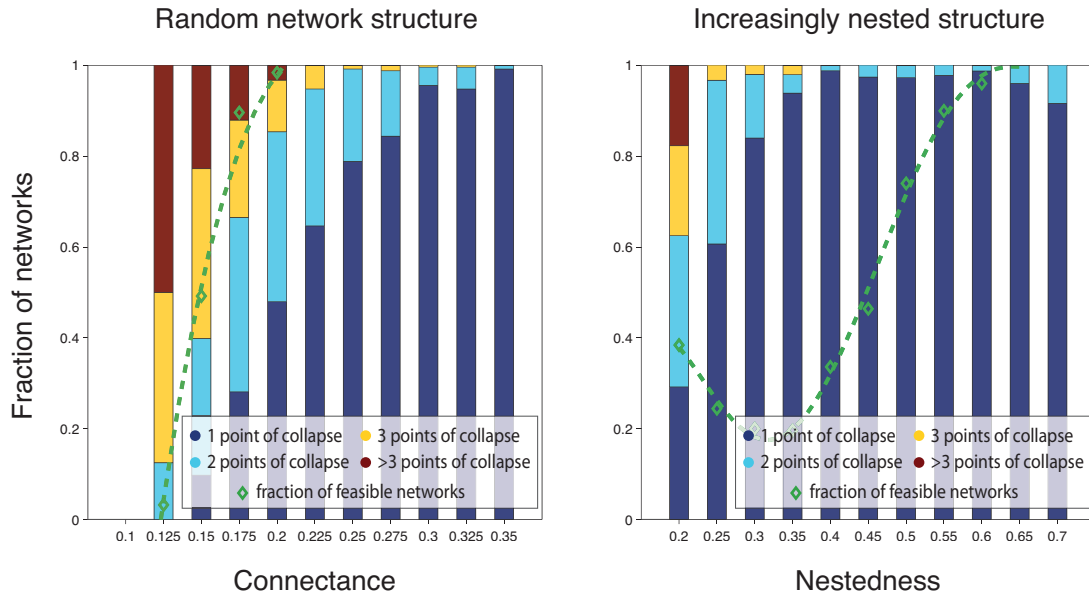 Random network structure
Increasingly nested structure
Fraction of networks
1
0.8
0.6
0.4
0.2
0
1 point of collapse
3 points of collapse
2 points of collapse
>3 points of collapse
fraction of feasible networks
0.1 0.125 0.15 0.175 0.2 0.225 0.25 0.275 0.3 0.325 0.35
Connectance
1
0.8
0.6
0.4
0.2
0
1 point of collapse
3 points of collapse
2 points of collapse
>3 points of collapse
fraction of feasible networks
0.2 0.25 0.3 0.35 0.4 0.45 0.5 0.55 0.6 0.65 0.7
Nestedness